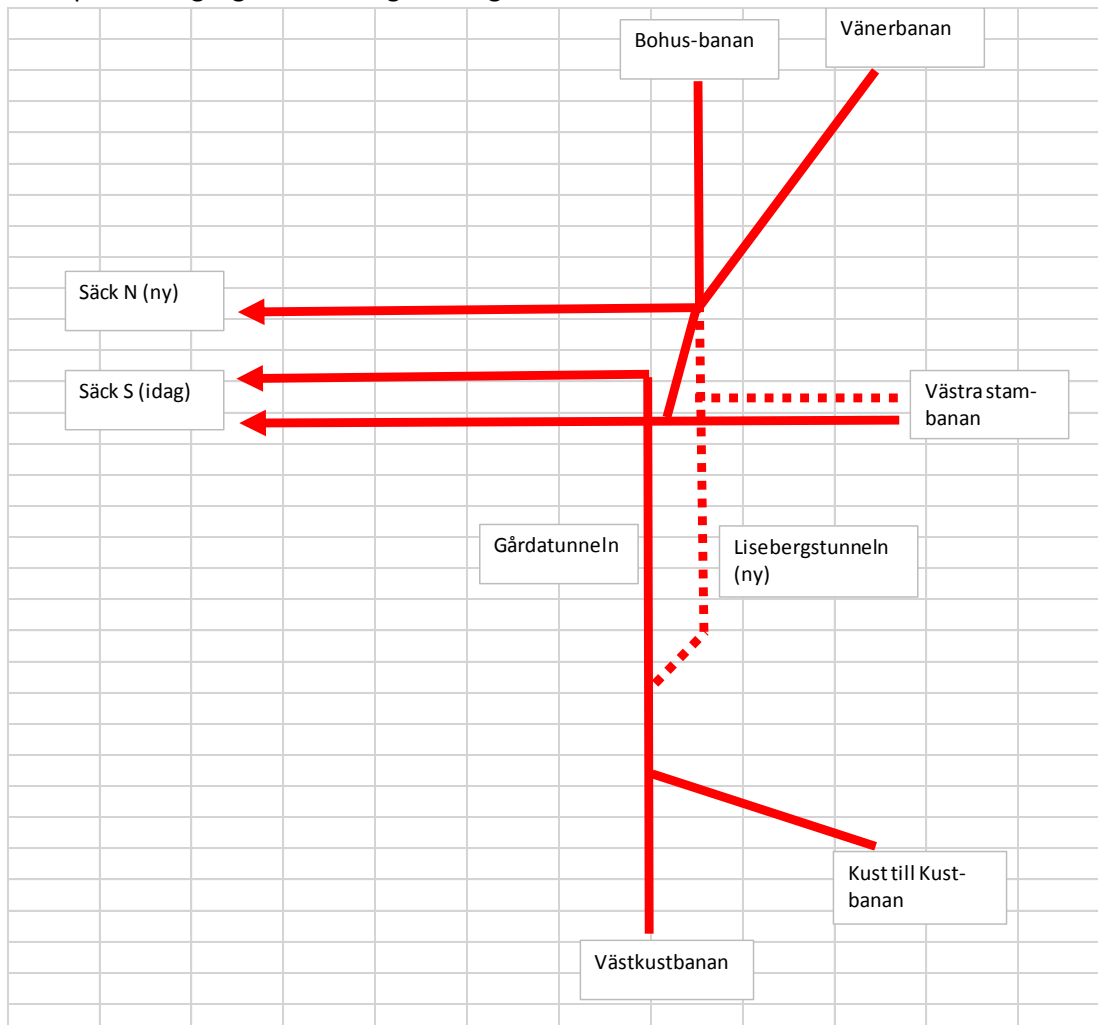 Bohus-banan
Vänerbanan
Säck N (ny)
Säck S (idag)
Västra stam-
banan
Gårdatunneln
Lisebergstunneln
(ny)
Kust till Kust-
banan
Västkustbanan